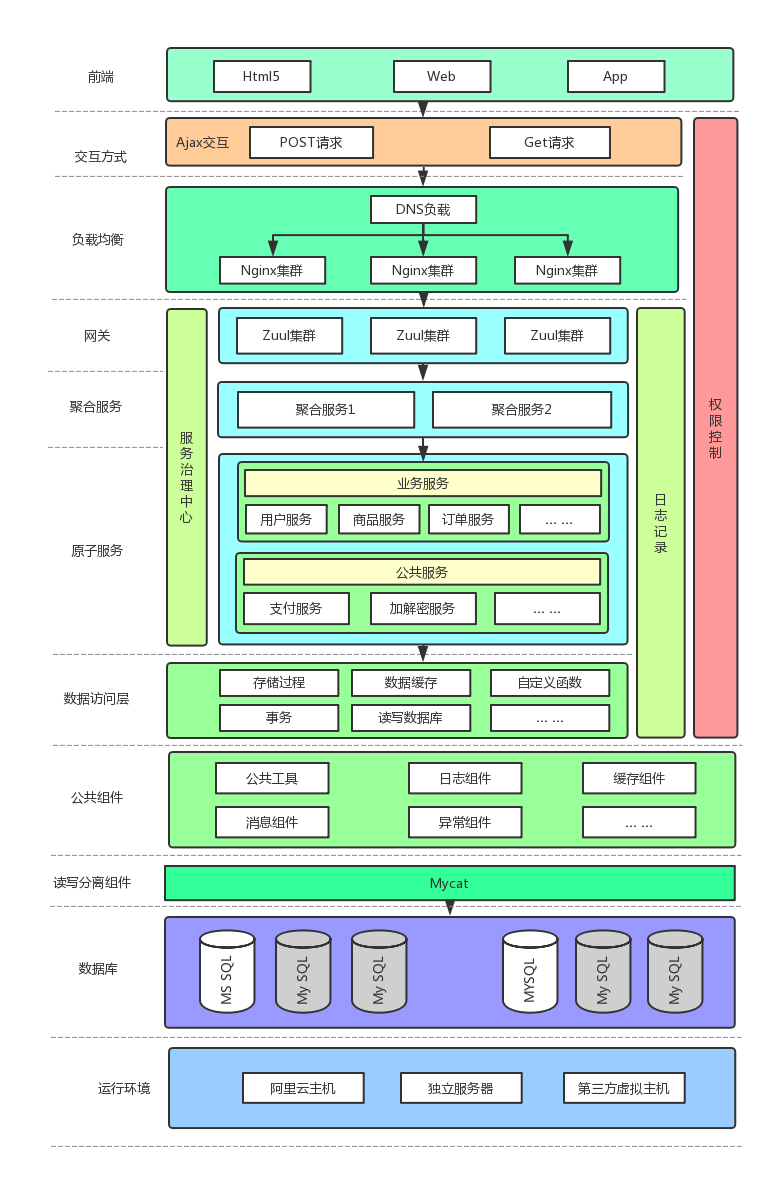 前端
Html5
Web
App
交互方式
Ajax交互
POST请求
Get请求
负载均衡
DNS负载
Nginx集群
Nginx集群
Nginx集群
网关
Zuul集群
Zuul集群
Zuul集群
聚合服务
聚合服务1
聚合服务2
服务治理中心
日志记录
权限控制
原子服务
业务服务
用户服务
商品服务
订单服务
... ...
公共服务
支付服务
加解密服务
... ...
数据访问层
存储过程
数据缓存
自定义函数
事务
读写数据库
... ...
公共组件
公共工具
日志组件
缓存组件
消息组件
异常组件
... ...
读写分离组件
Mycat
数据库
MS SQL
My SQL
My SQL
MYSQL
My SQL
My SQL
运行环境
阿里云主机
独立服务器
第三方虚拟主机